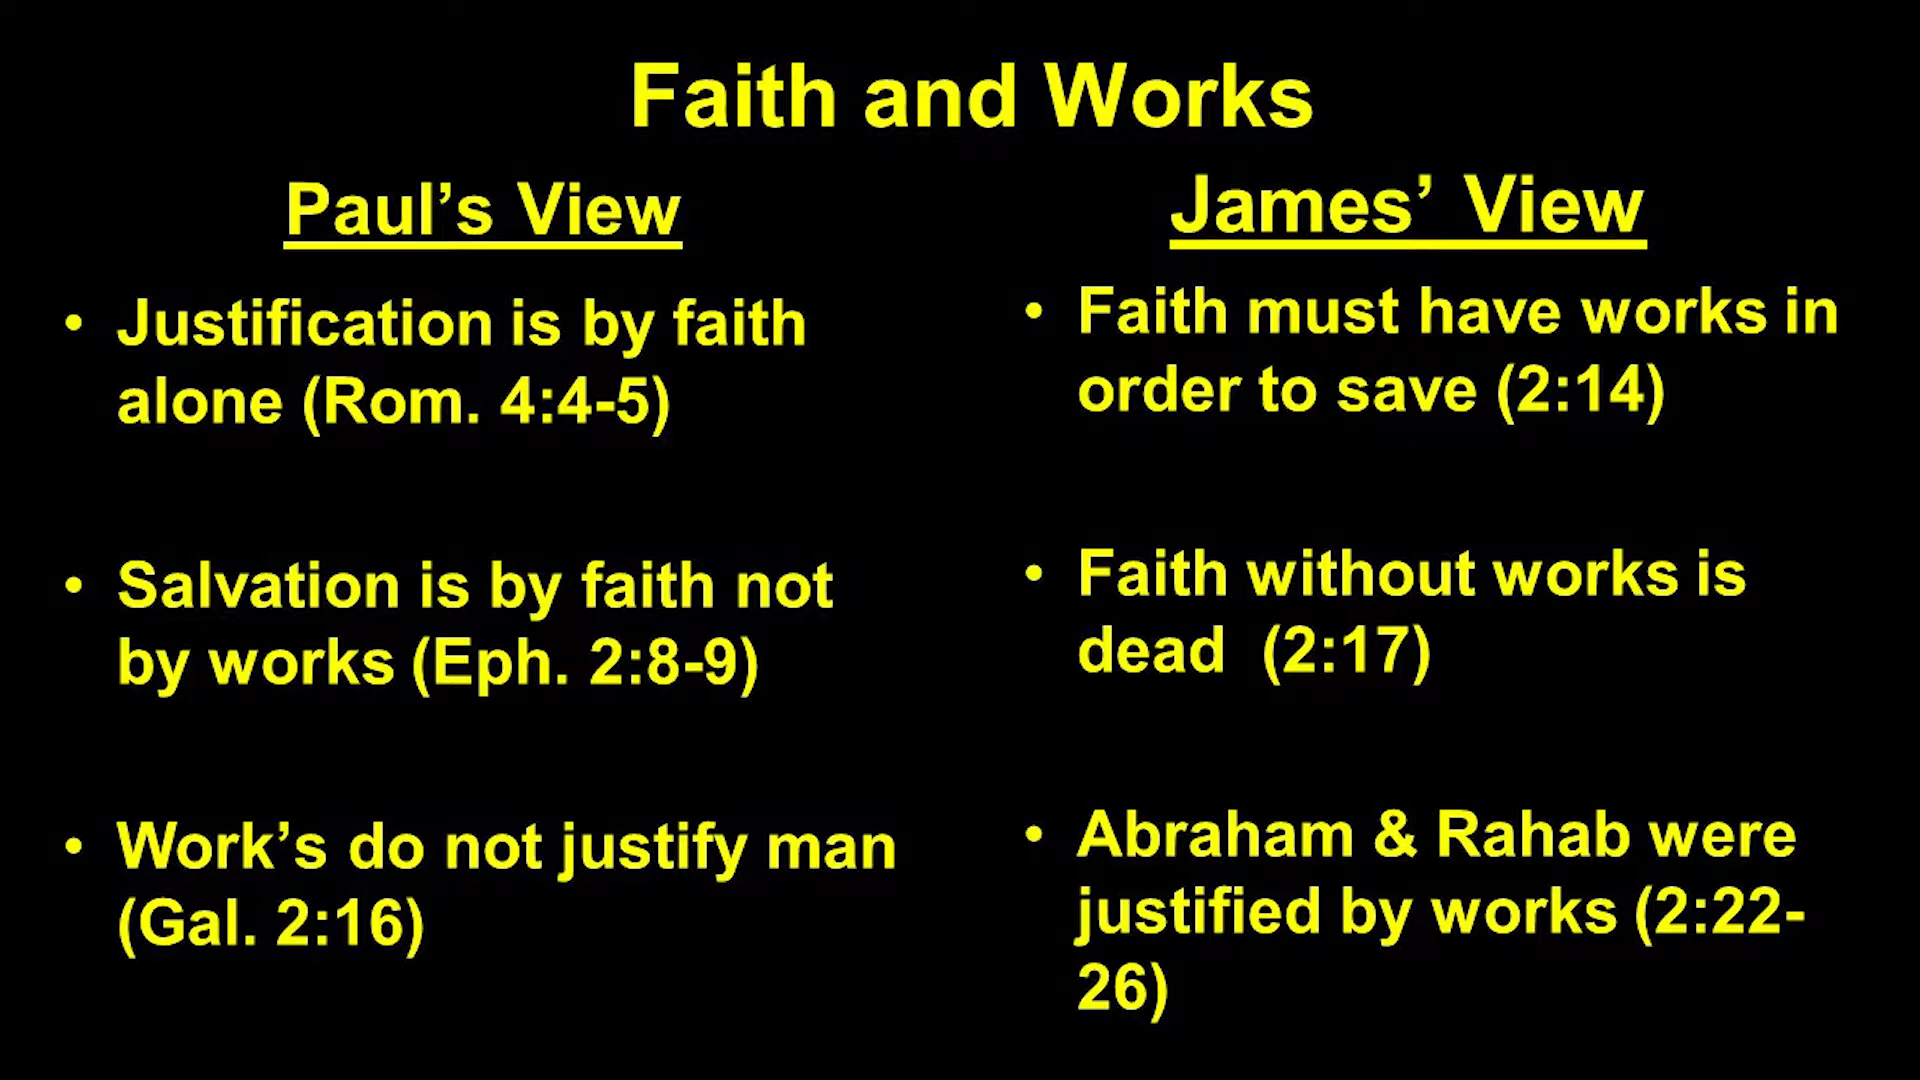 Faith and Works
Paul’s View
• Justification is by faith
alone (Rom. 4:4-5)
• Salvation is by faith not
by works (Eph. 2:8-9)
• Work’s do not justify man
(Gal. 2:16)
James’ View
• Faith must have works in
order to save (2:14)
• Faith without works is
dead (2:17)
• Abraham & Rahab were
justified by works (2:22-
26)